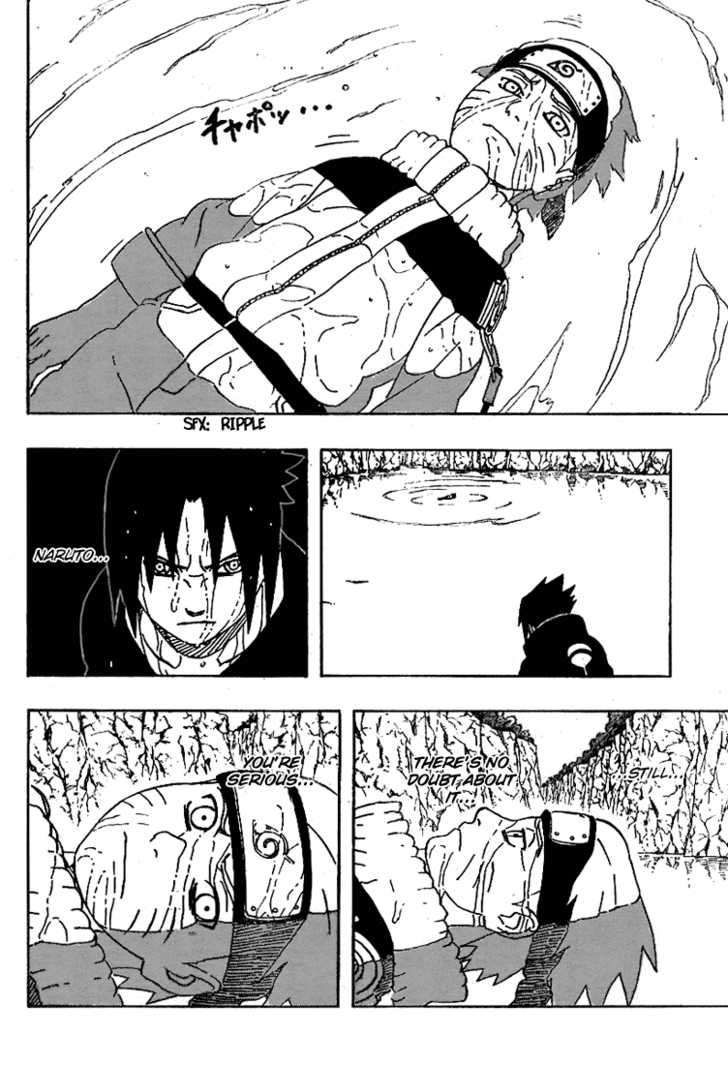 チャポッ...
SFX: RIPPLE
NARUTO...
...STILL...
THERE'S NO
DOUBT ABOUT
IT...
YOU'RE
SERIOUS...